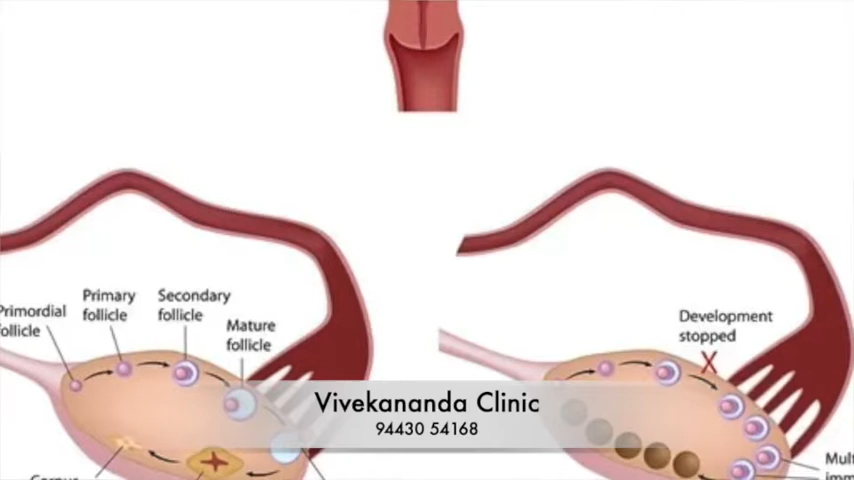 Primordial
follicle
Primary
follicle
Secondary
follicle
Mature
follicle
Development
stopped
X
Vivekananda Clinic
94430 54168